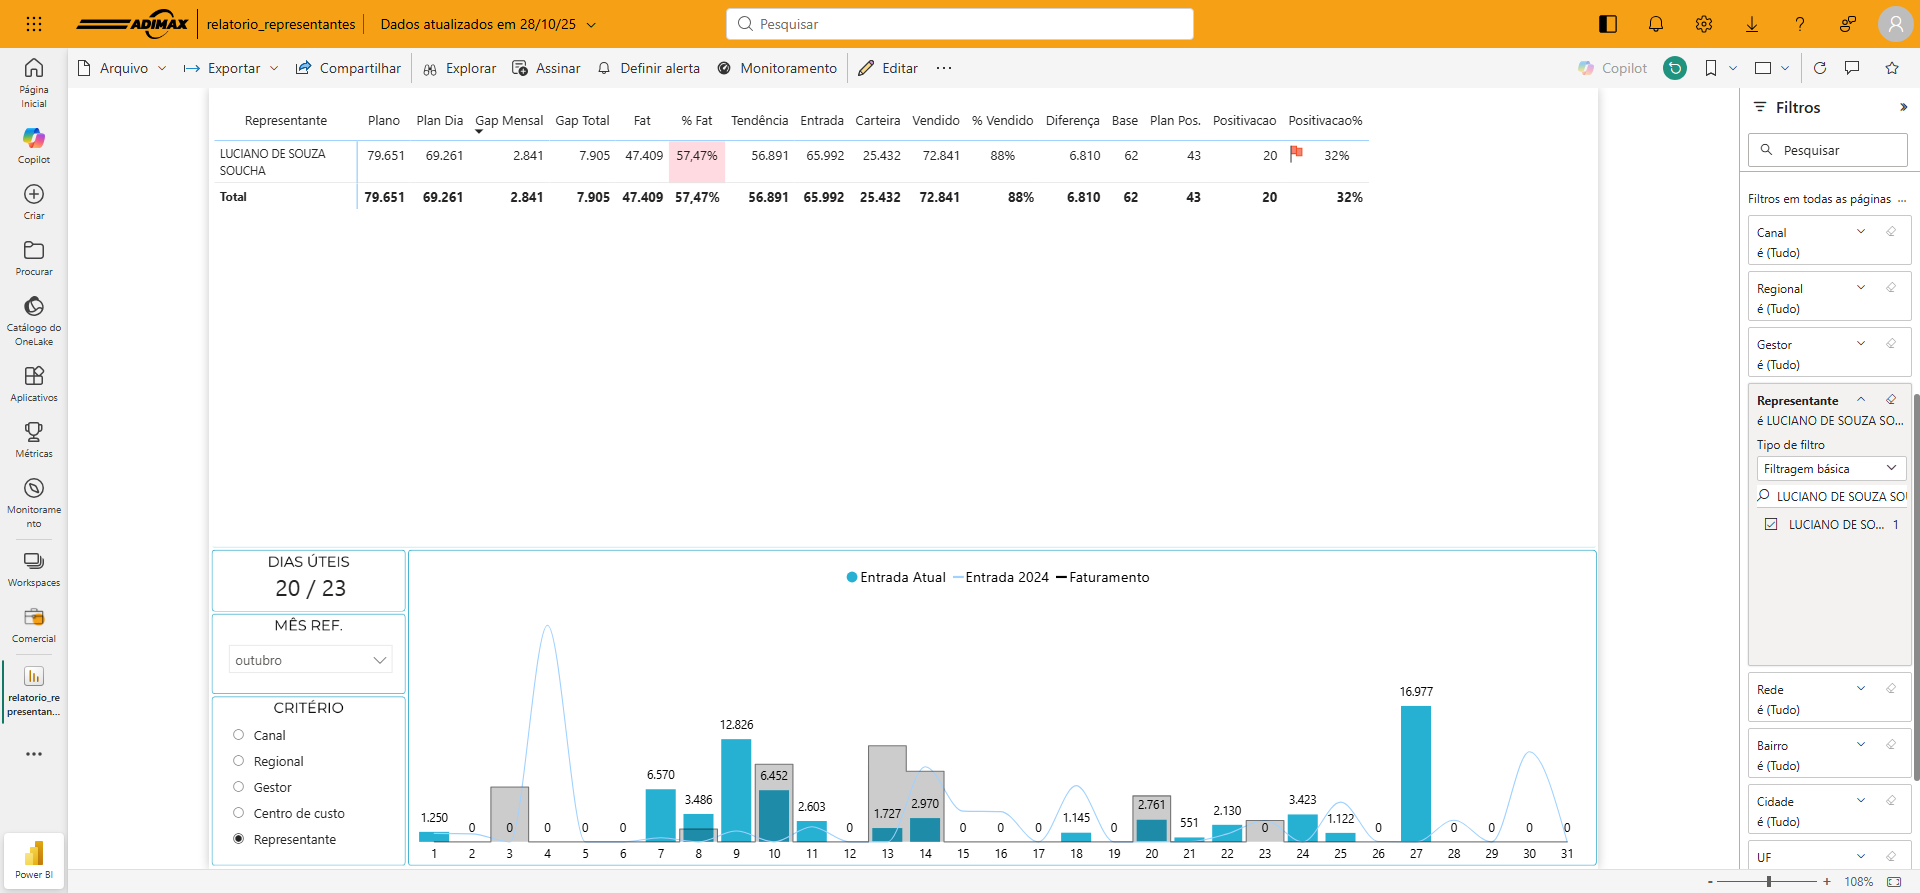 ADIMAX
relatorio_representantes
Dados atualizados em 28/10/25
Pesquisar
A
Arquivo
Exportar
Compartilhar
Explorar
Assinar
Definir alerta
Monitoramento
Editar
...
Copilot
Página
Inicial
Copilot
Criar
Procurar
Catálogo do
OneLake
Aplicativos
Métricas
Monitorame
nto
Workspaces
Comercial
relatorio_re
presentan...
...
Power BI
Representante Plano Plan Dia Gap Mensal Gap Total Fat % Fat Tendência Entrada Carteira Vendido % Vendido Diferença Base Plan Pos. Positivacao Positivacao%
LUCIANO DE SOUZA
SOUCHA
79.651 69.261 2.841 7.905 47.409 57,47% 56.891 65.992 25.432 72.841 88% 6.810 62 43 20 32%
Total 79.651 69.261 2.841 7.905 47.409 57,47% 56.891 65.992 25.432 72.841 88% 6.810 62 43 20 32%
DIAS ÚTEIS
20 / 23
MÊS REF.
outubro
CRITÉRIO
Canal
Regional
Gestor
Centro de custo
Representante
Entrada Atual Entrada 2024 Faturamento
1.250 0 0 0 0 0 6.570 3.486 12.826 6.452 2.603 0 1.727 2.970 0 0 0 1.145 0 2.761 551 2.130 0 3.423 1.122 0 16.977 0 0 0 0
1 2 3 4 5 6 7 8 9 10 11 12 13 14 15 16 17 18 19 20 21 22 23 24 25 26 27 28 29 30 31
Filtros
Pesquisar
Filtros em todas as páginas ...
Canal
é (Tudo)
Regional
é (Tudo)
Gestor
é (Tudo)
Representante
é LUCIANO DE SOUZA SO...
Tipo de filtro
Filtragem básica
LUCIANO DE SOUZA SOU
LUCIANO DE SO... 1
Rede
é (Tudo)
Bairro
é (Tudo)
Cidade
é (Tudo)
UF
- + 108%